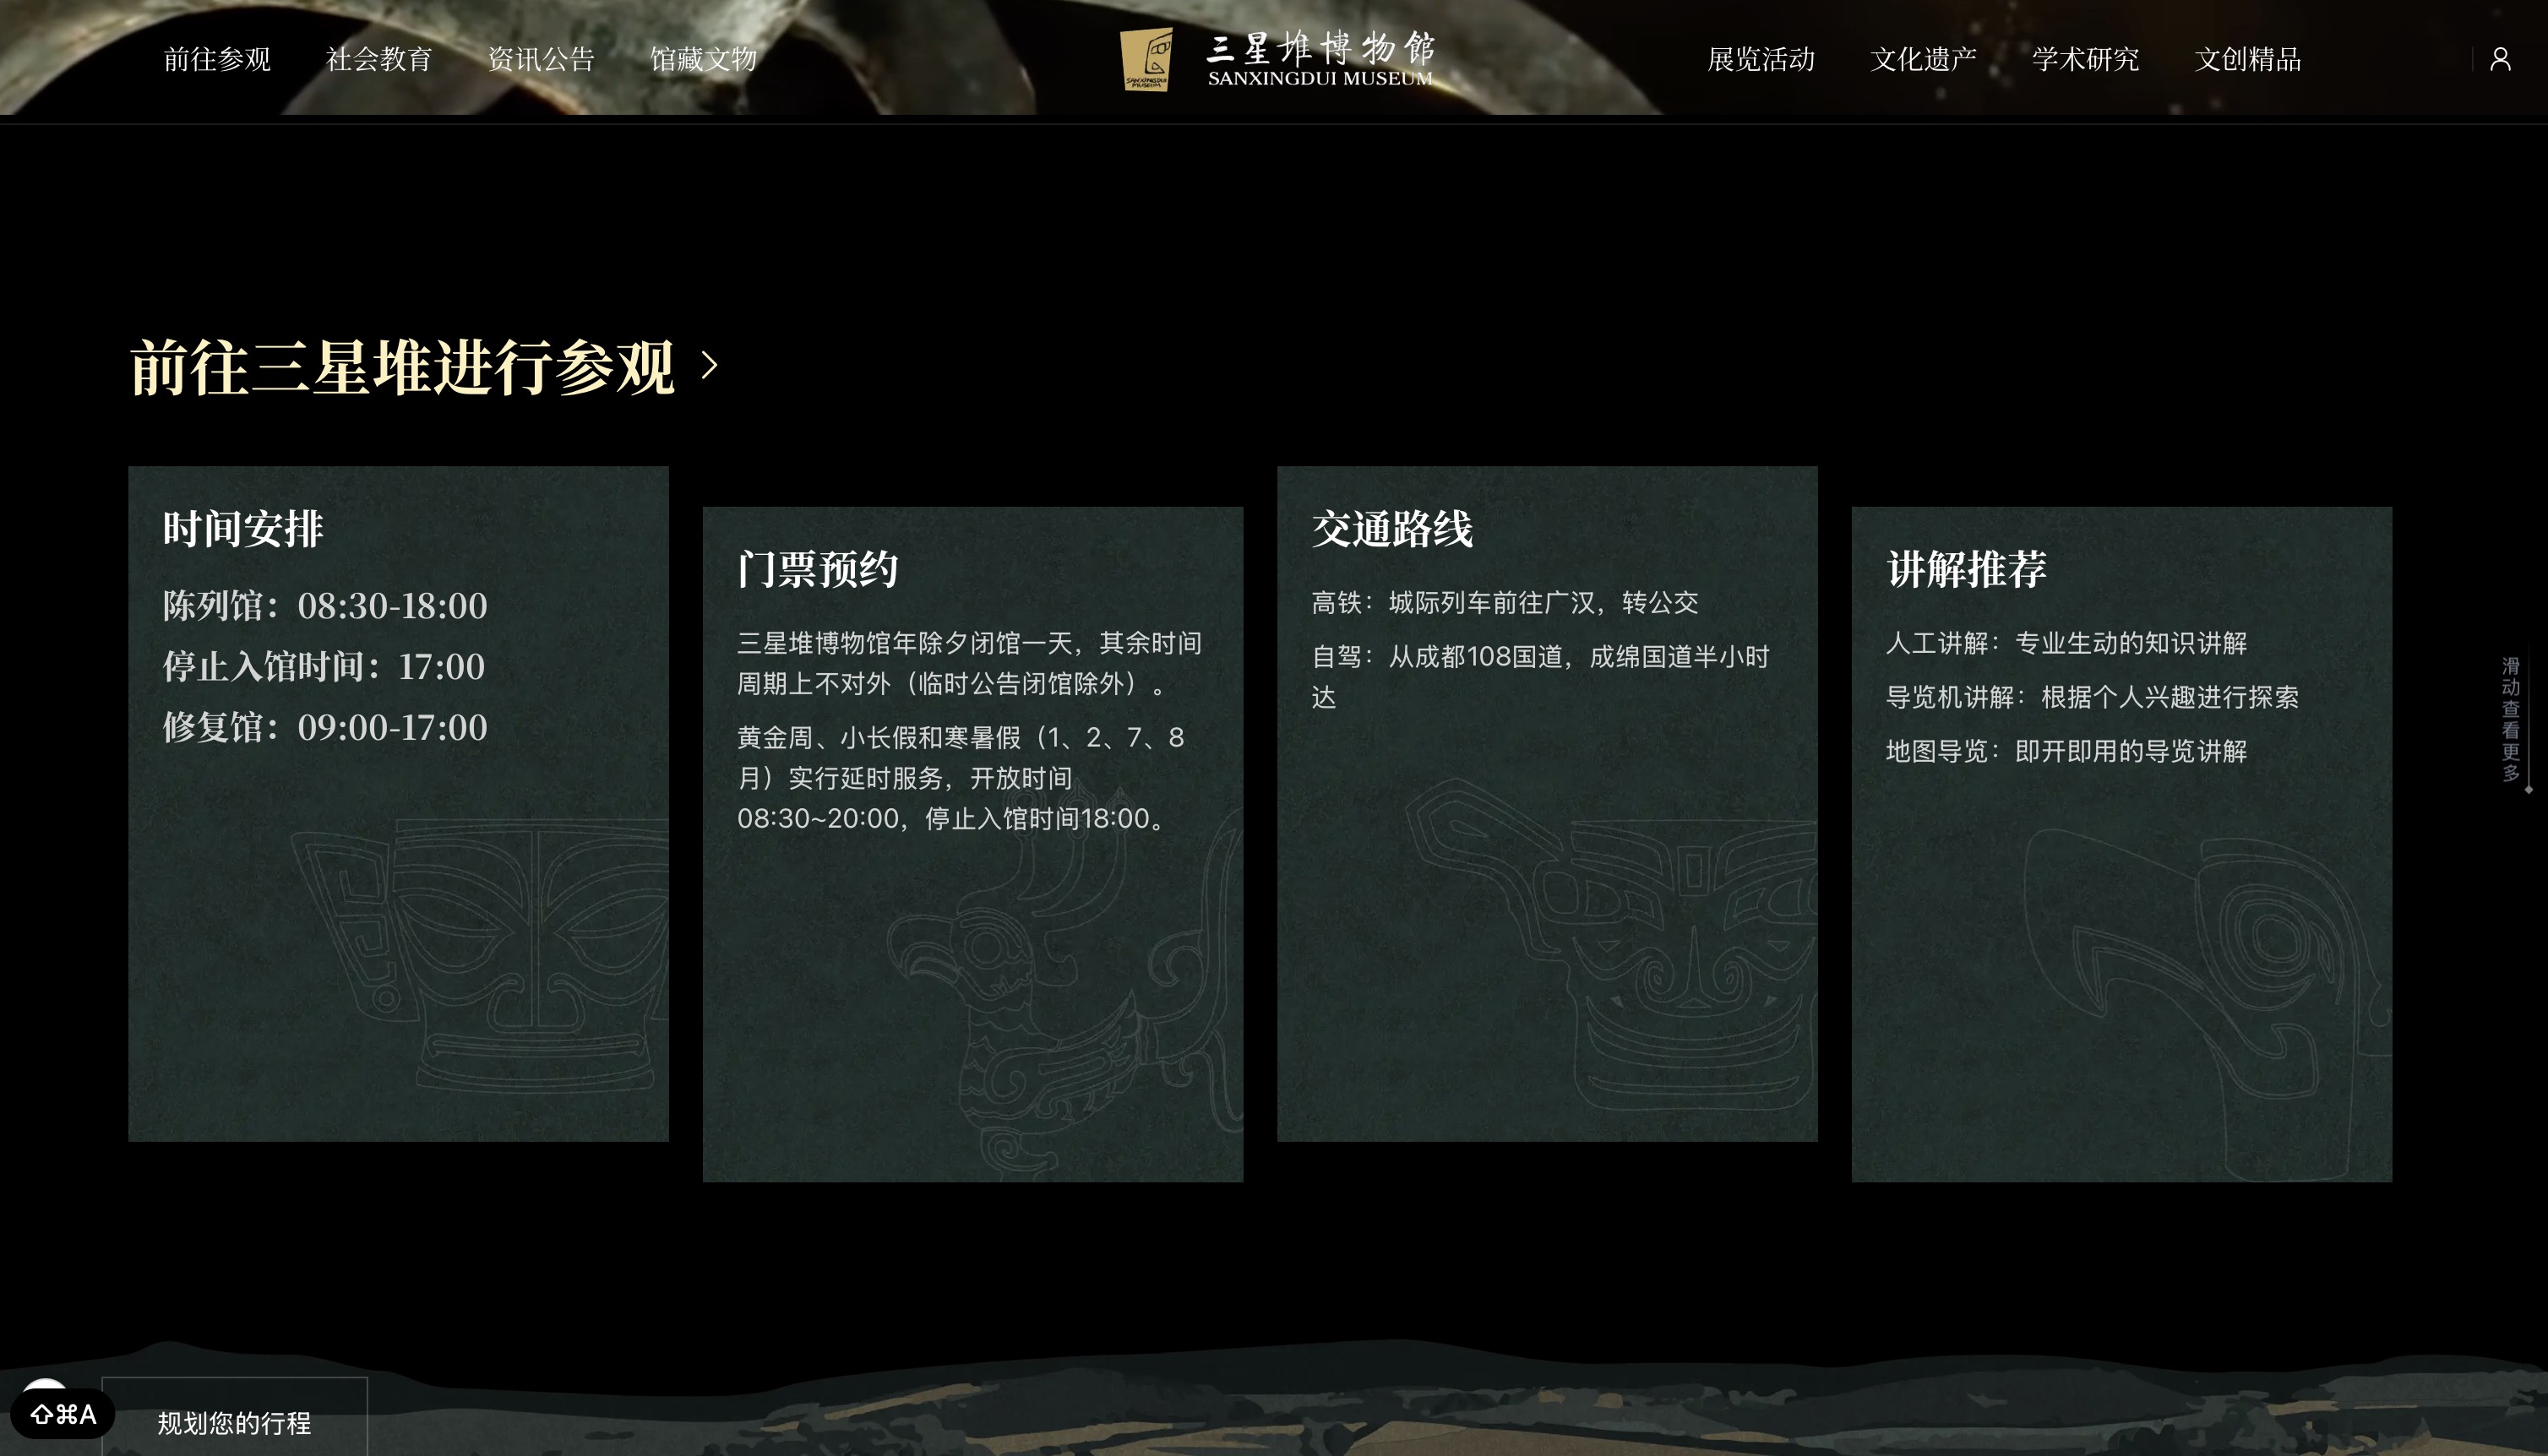 前往参观 社会教育 资讯公告 馆藏文物
三星堆博物馆
SANXINGDUI MUSEUM
SANXINGDUI
MUSEUM
展览活动 文化遗产 学术研究 文创精品
前往三星堆进行参观
时间安排
陈列馆：08:30-18:00
停止入馆时间：17:00
修复馆：09:00-17:00
门票预约
三星堆博物馆年除夕闭馆一天，其余时间
周期上不对外（临时公告闭馆除外）。
黄金周、小长假和寒暑假（1、2、7、8
月）实行延时服务，开放时间
08:30~20:00，停止入馆时间18:00。
交通路线
高铁：城际列车前往广汉，转公交
自驾：从成都108国道，成绵国道半小时
达
讲解推荐
人工讲解：专业生动的知识讲解
导览机讲解：根据个人兴趣进行探索
地图导览：即开即用的导览讲解
滑动查看更多
⇧⌘A
规划您的行程